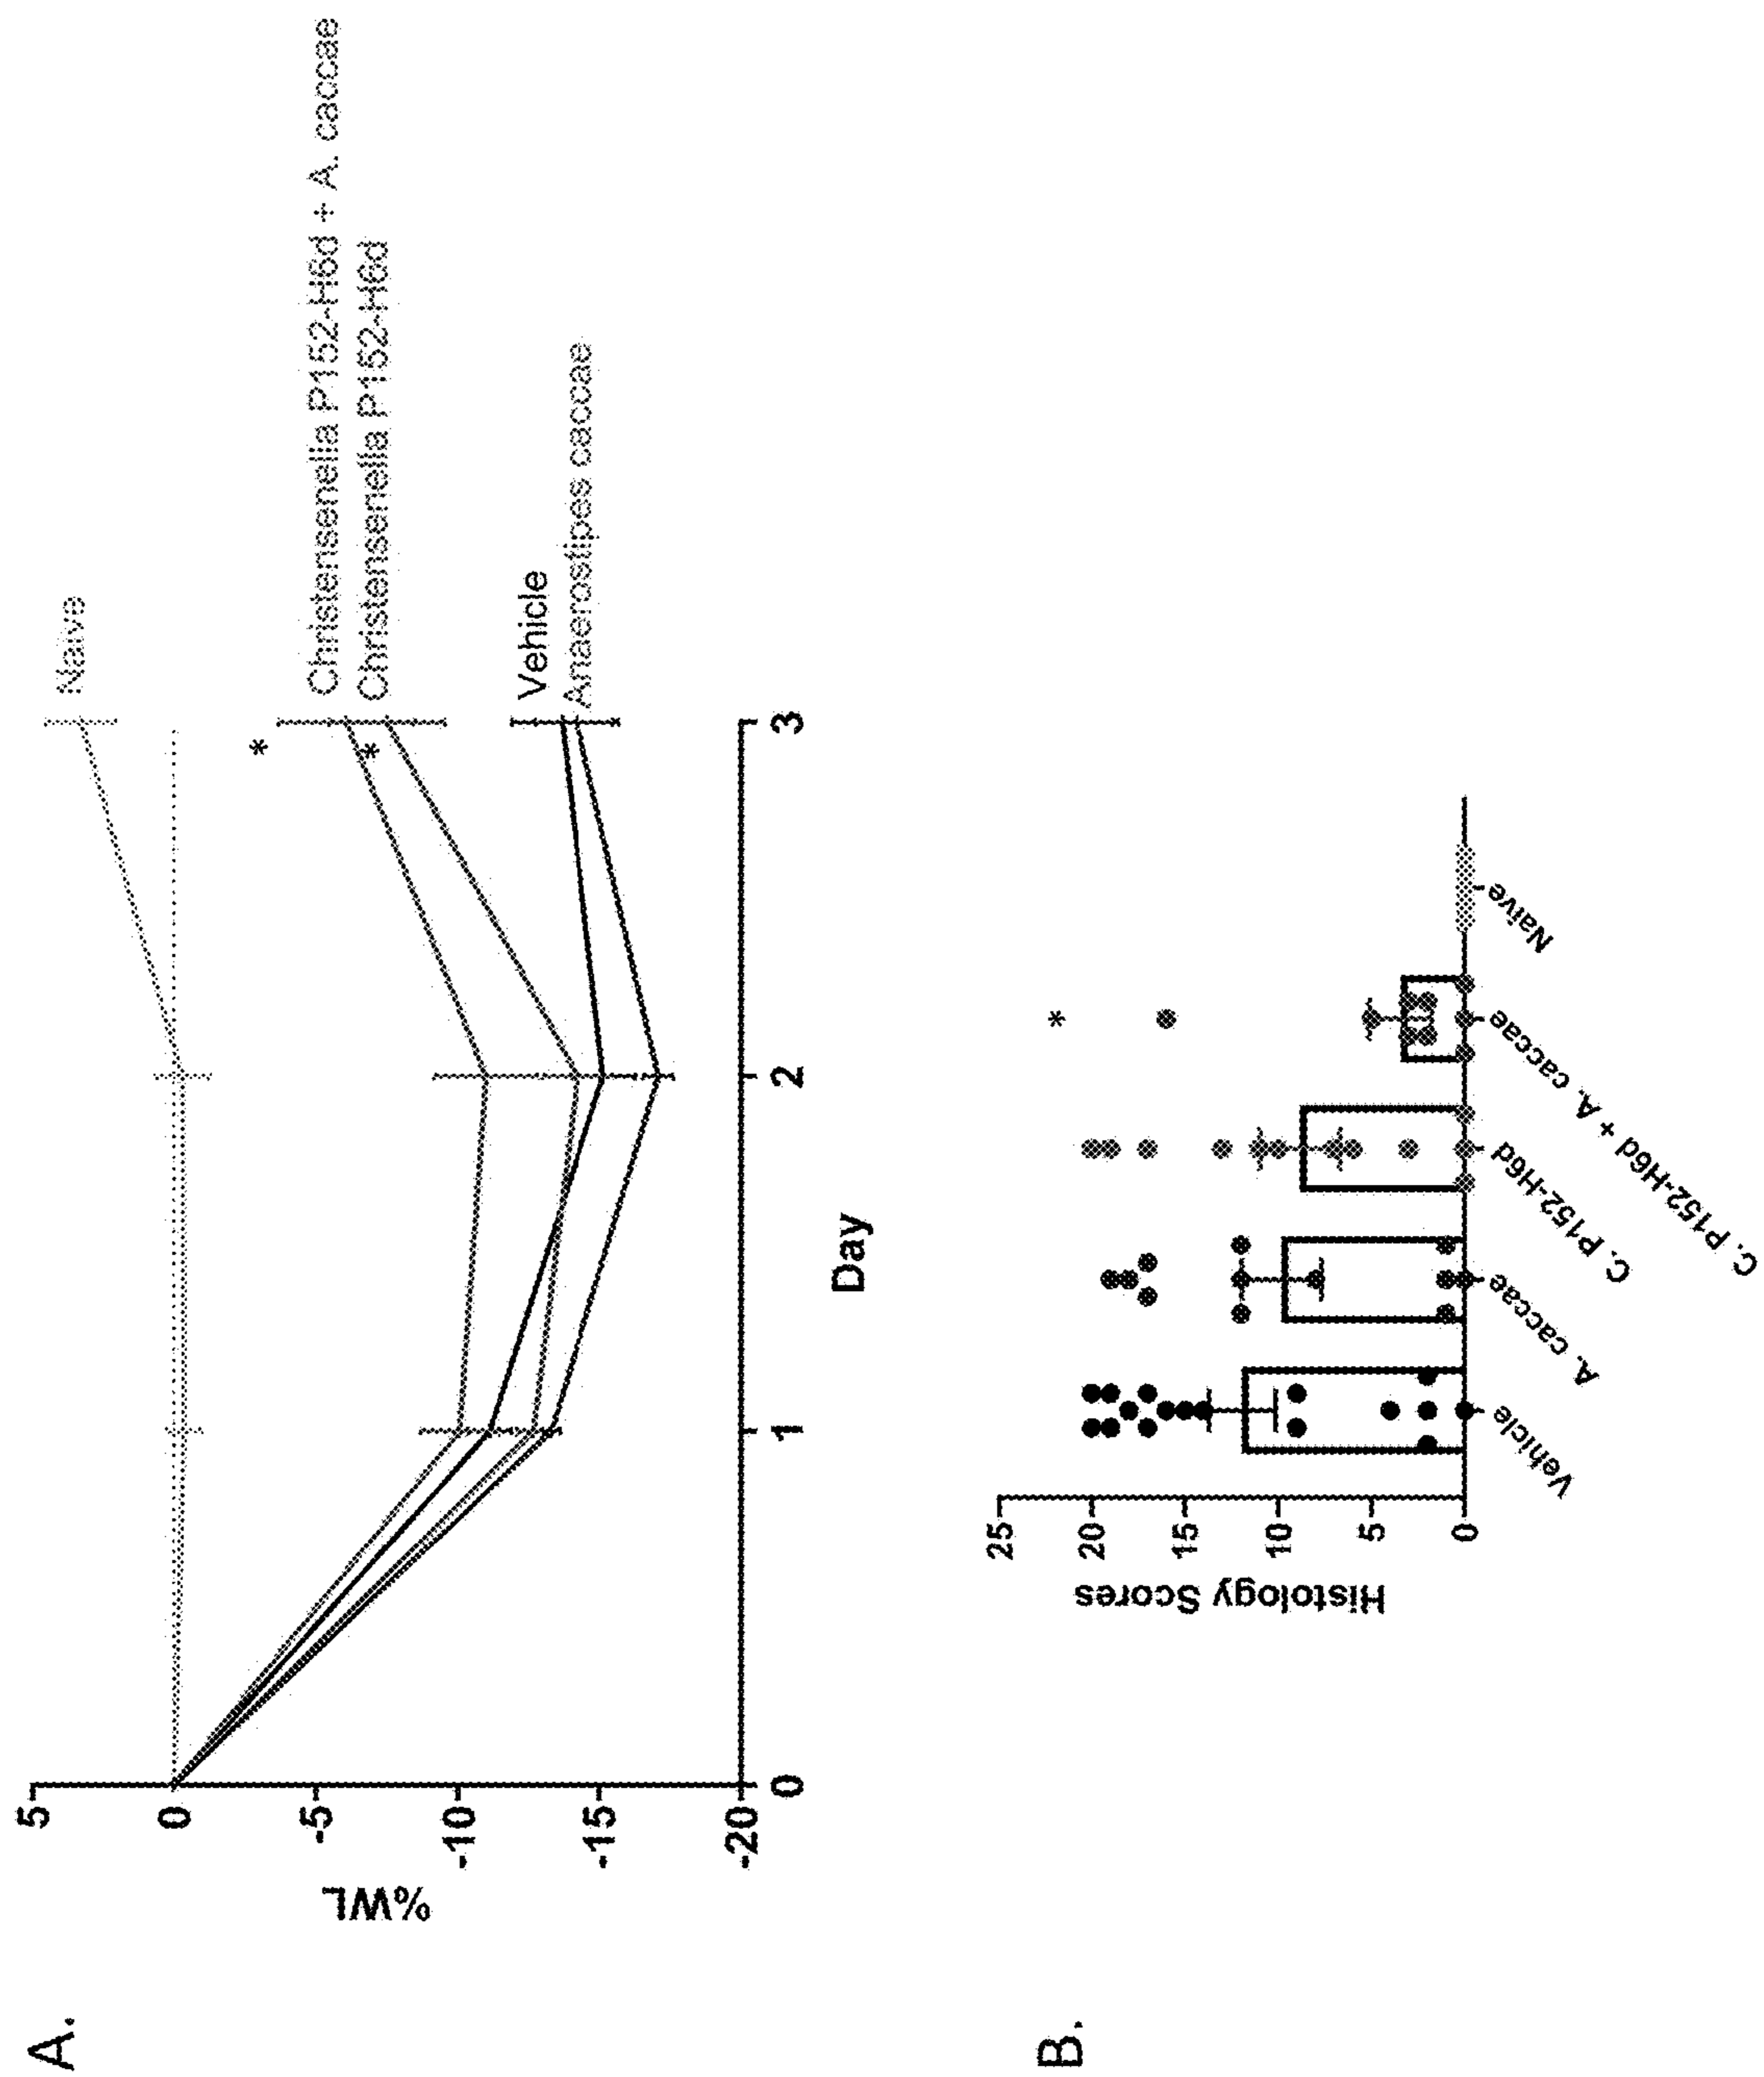 A.
%WL
5
0
-5
-10
-15
-20
0
1
2
3
Day
Naive
*
Christensenella P152-H6d + A. caccae
*
Christensenella P152-H6d
Vehicle
Anaerostipes caccae
B.
Histology Scores
25
20
15
10
5
0
*
Vehicle
A. caccae
C. P152-H6d
C. P152-H6d + A. caccae
Naive